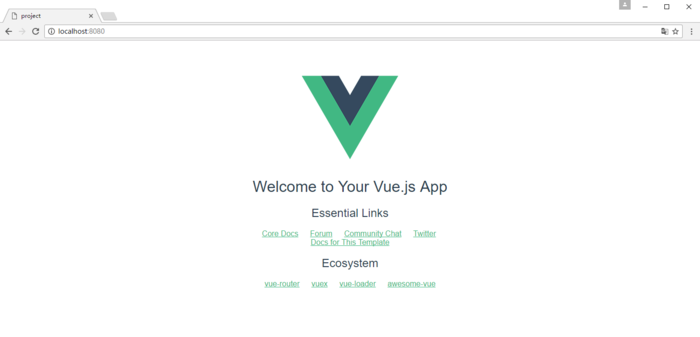 project
localhost:8080
Welcome to Your Vue.js App
Essential Links
Core Docs Forum Community Chat Twitter
Docs for This Template
Ecosystem
vue-router vuex vue-loader awesome-vue